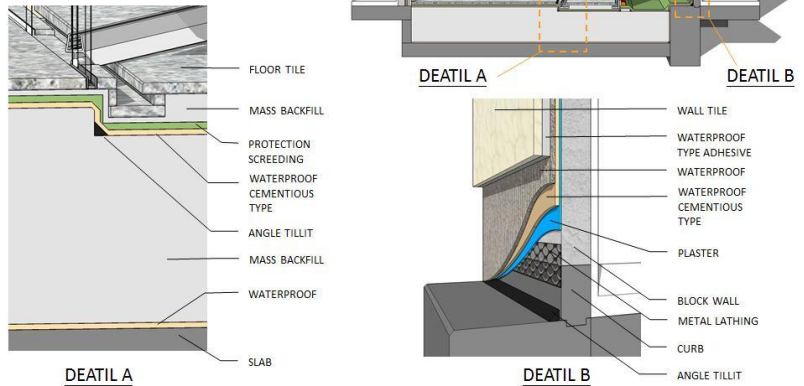 FLOOR TILE
MASS BACKFILL
PROTECTION
SCREEDING
WATERPROOF
CEMENTIOUS
TYPE
ANGLE TILLIT
MASS BACKFILL
WATERPROOF
SLAB
DEATIL A
DEATIL A
DEATIL B
WALL TILE
WATERPROOF
TYPE ADHESIVE
WATERPROOF
WATERPROOF
CEMENTIOUS
TYPE
PLASTER
BLOCK WALL
METAL LATHING
CURB
ANGLE TILLIT
DEATIL B